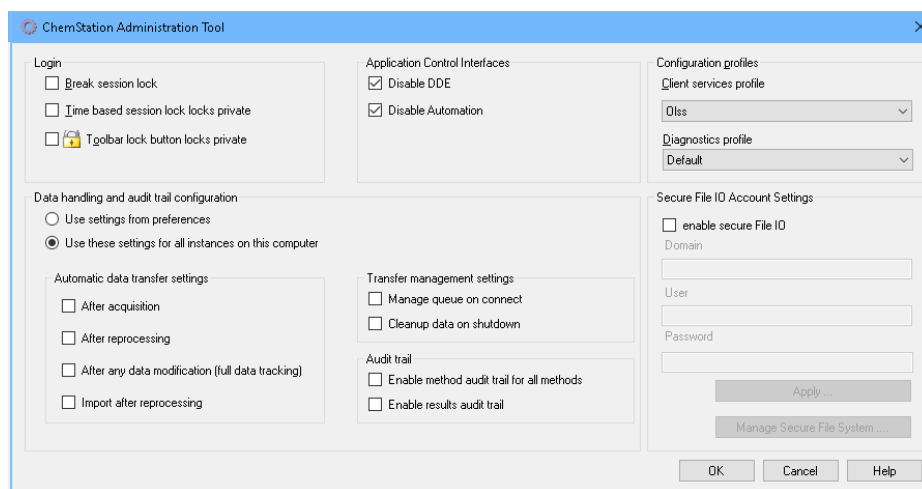 ChemStation Administration Tool
Login
Break session lock
Time based session lock locks private
Toolbar lock button locks private
Application Control Interfaces
Disable DDE
Disable Automation
Configuration profiles
Client services profile
Olss
Diagnostics profile
Default
Data handling and audit trail configuration
Use settings from preferences
Use these settings for all instances on this computer
Automatic data transfer settings
After acquisition
After reprocessing
After any data modification (full data tracking)
Import after reprocessing
Transfer management settings
Manage queue on connect
Cleanup data on shutdown
Audit trail
Enable method audit trail for all methods
Enable results audit trail
Secure File IO Account Settings
enable secure File IO
Domain
User
Password
Apply ...
Manage Secure File System ....
OK
Cancel
Help